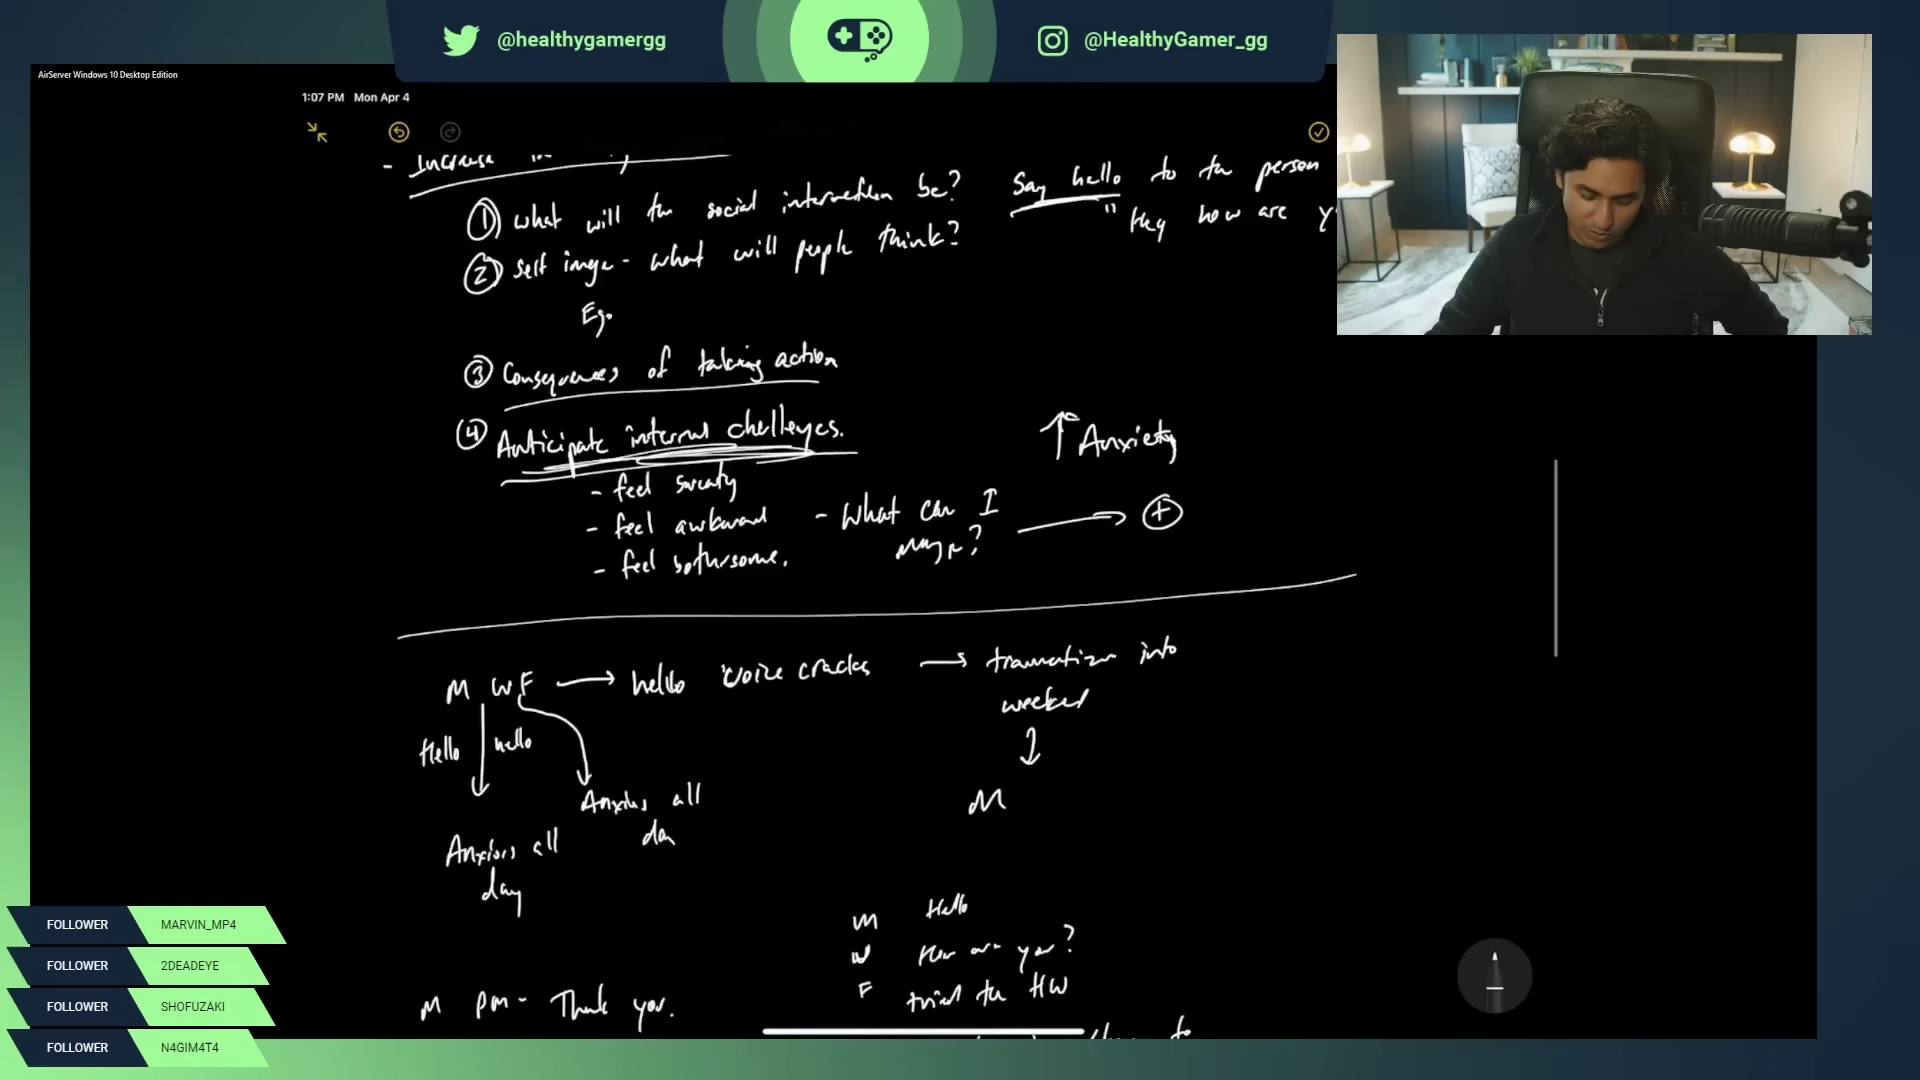 @healthygamergg
@HealthyGamer_gg
AirServer Windows 10 Desktop Edition
1:07 PM Mon Apr 4
- Increase
① What will the social interaction be?
Say hello to the person
"Hey how are y
② Self image - what will people think?
Eg.
③ Consequences of taking action
④ Anticipate internal challenges.
↑ Anxiety
- feel sweaty
- feel awkward
- feel bothersome.
- What can I
→ +
M W F → hello voice cracks → traumatizes into
weekend
Hello hello
M
Anxious all
day
Anxious all
day
M Hello
W How are you?
F tried the HW
M PM - Thank you.
to
FOLLOWER MARVIN_MP4
FOLLOWER 2DEADEYE
FOLLOWER SHOFUZAKI
FOLLOWER N4GIM4T4